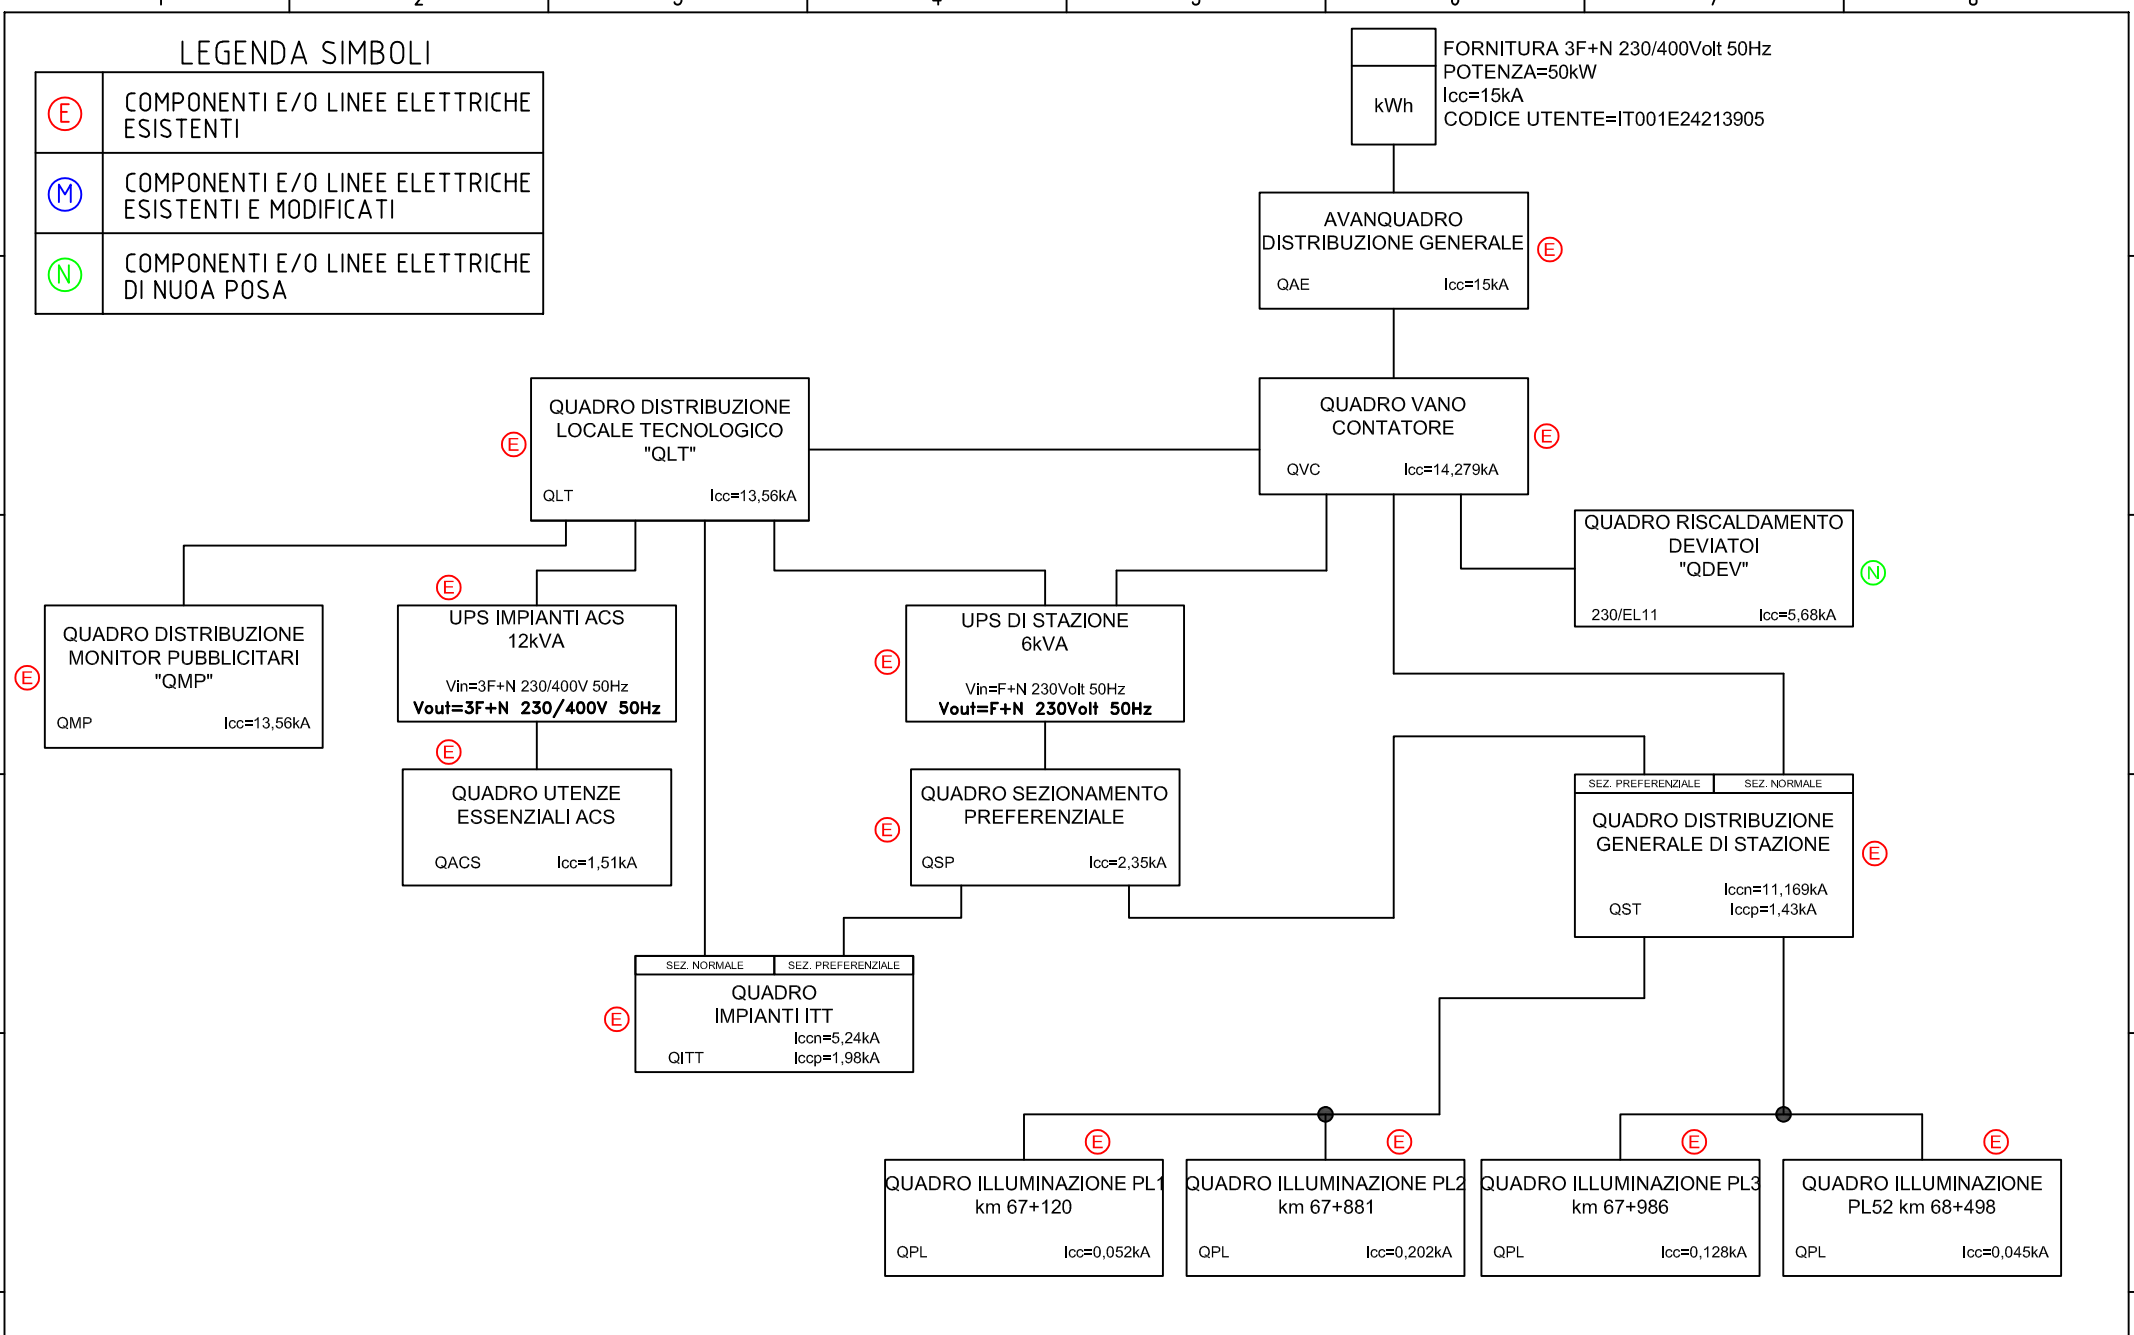 LEGENDA SIMBOLI
E
COMPONENTI E/O LINEE ELETTRICHE
ESISTENTI
M
COMPONENTI E/O LINEE ELETTRICHE
ESISTENTI E MODIFICATI
N
COMPONENTI E/O LINEE ELETTRICHE
DI NUOA POSA
kWh
FORNITURA 3F+N 230/400Volt 50Hz
POTENZA=50kW
Icc=15kA
CODICE UTENTE=IT001E24213905
AVANQUADRO
DISTRIBUZIONE GENERALE
QAE Icc=15kA
E
QUADRO DISTRIBUZIONE
LOCALE TECNOLOGICO
"QLT"
QLT Icc=13,56kA
E
QUADRO VANO
CONTATORE
QVC Icc=14,279kA
E
QUADRO RISCALDAMENTO
DEVIATOI
"QDEV"
230/EL11 Icc=5,68kA
N
QUADRO DISTRIBUZIONE
MONITOR PUBBLICITARI
"QMP"
QMP Icc=13,56kA
E
E
UPS IMPIANTI ACS
12kVA
Vin=3F+N 230/400V 50Hz
Vout=3F+N 230/400V 50Hz
UPS DI STAZIONE
6kVA
Vin=F+N 230Volt 50Hz
Vout=F+N 230Volt 50Hz
E
E
QUADRO UTENZE
ESSENZIALI ACS
QACS Icc=1,51kA
QUADRO SEZIONAMENTO
PREFERENZIALE
QSP Icc=2,35kA
E
SEZ. PREFERENZIALE SEZ. NORMALE
QUADRO DISTRIBUZIONE
GENERALE DI STAZIONE
Iccn=11,169kA
QST Iccp=1,43kA
E
SEZ. NORMALE SEZ. PREFERENZIALE
QUADRO
IMPIANTI ITT
Iccn=5,24kA
QITT Iccp=1,98kA
E
E
QUADRO ILLUMINAZIONE PL1
km 67+120
QPL Icc=0,052kA
E
QUADRO ILLUMINAZIONE PL2
km 67+881
QPL Icc=0,202kA
E
QUADRO ILLUMINAZIONE PL3
km 67+986
QPL Icc=0,128kA
E
QUADRO ILLUMINAZIONE
PL52 km 68+498
QPL Icc=0,045kA